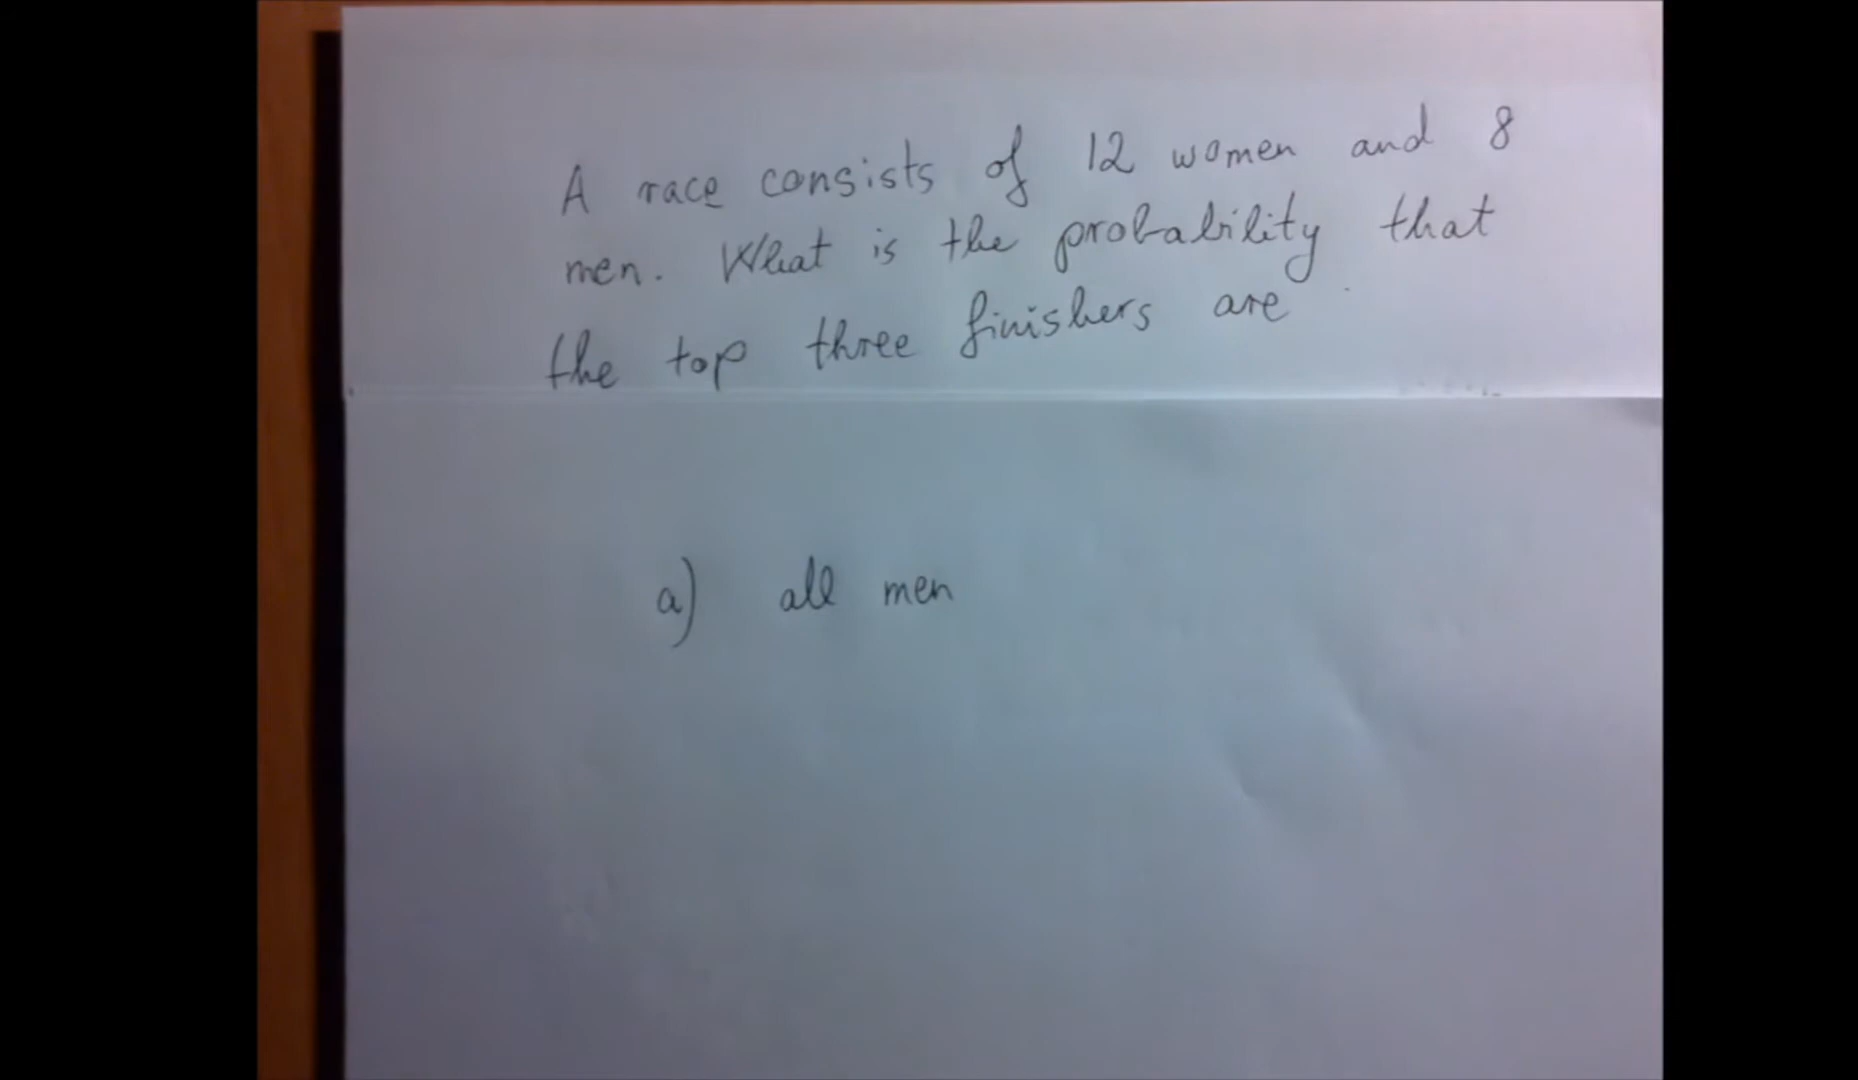 A race consists of 12 women and 8
men. What is the probability that
the top three finishers are
a) all men